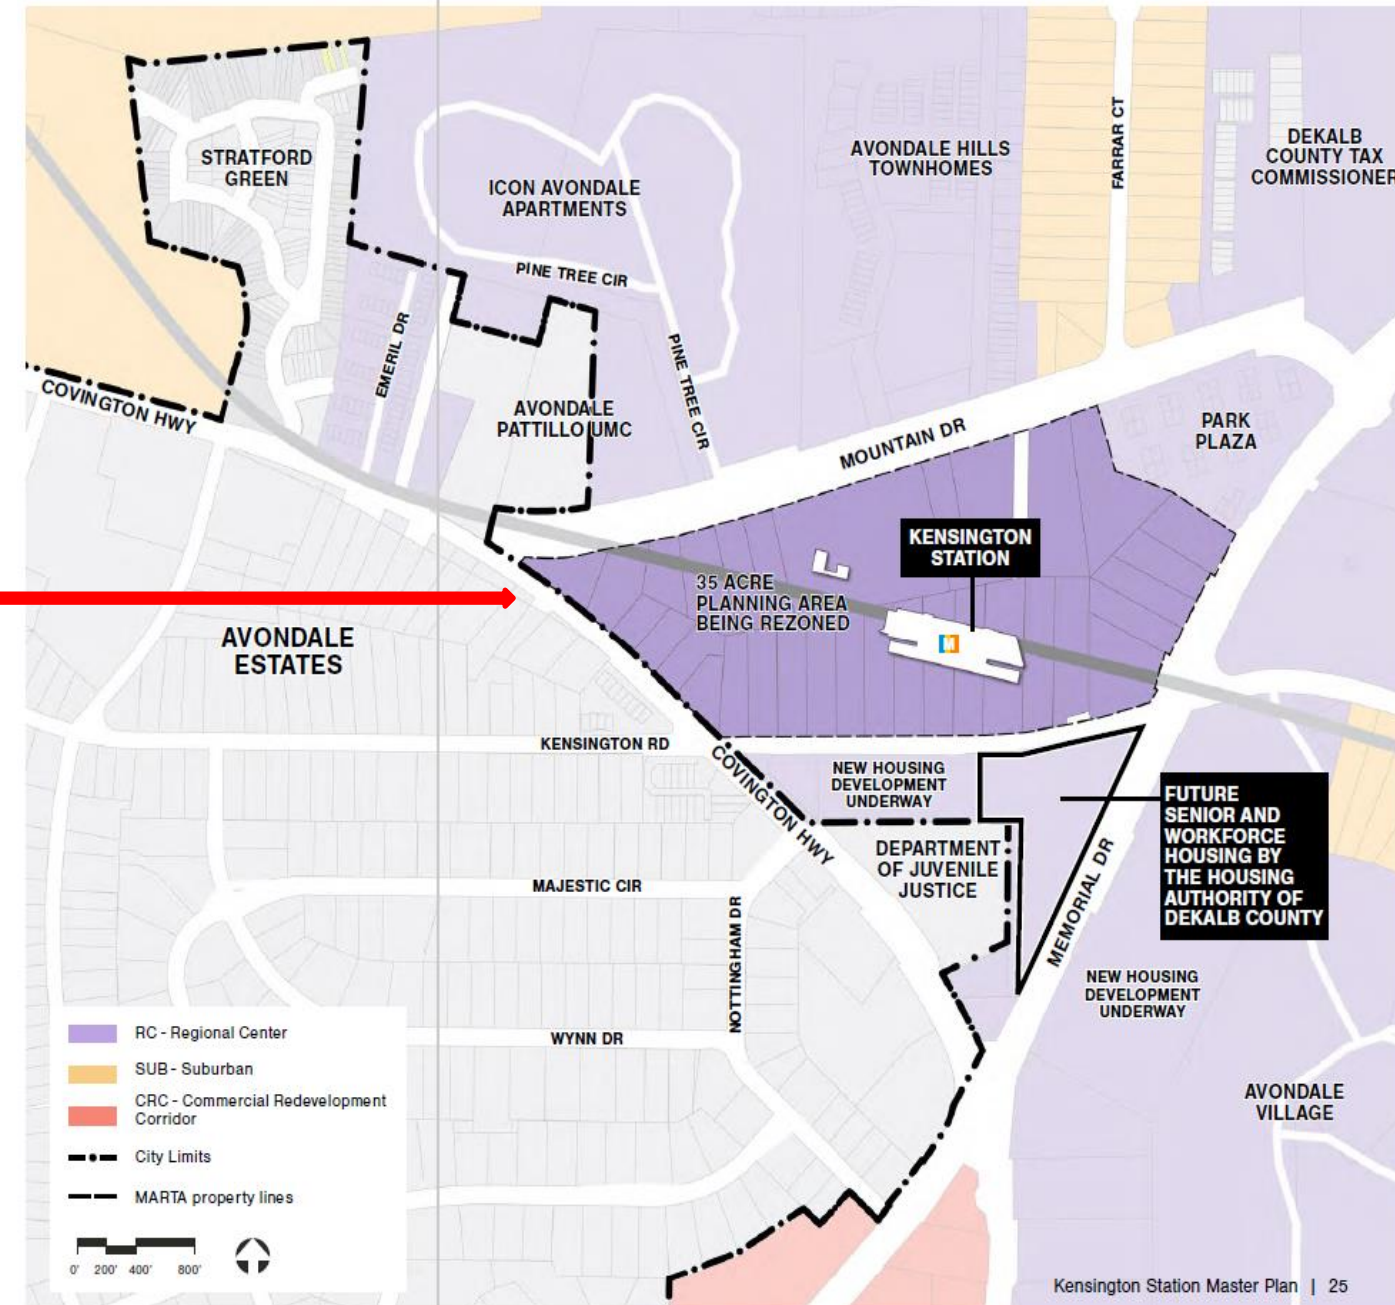 STRATFORD
GREEN
ICON AVONDALE
APARTMENTS
AVONDALE HILLS
TOWNHOMES
FARRAR CT
DEKALB
COUNTY TAX
COMMISSIONER
PINE TREE CIR
EMERIL DR
PINE TREE CIR
COVINGTON HWY
AVONDALE
PATTILLO UMC
MOUNTAIN DR
PARK
PLAZA
KENSINGTON
STATION
35 ACRE
PLANNING AREA
BEING REZONED
AVONDALE
ESTATES
KENSINGTON RD
COVINGTON HWY
NEW HOUSING
DEVELOPMENT
UNDERWAY
FUTURE
SENIOR AND
WORKFORCE
HOUSING BY
THE HOUSING
AUTHORITY OF
DEKALB COUNTY
DEPARTMENT
OF JUVENILE
JUSTICE
MAJESTIC CIR
NOTTINGHAM DR
MEMORIAL DR
NEW HOUSING
DEVELOPMENT
UNDERWAY
WYNN DR
AVONDALE
VILLAGE
RC - Regional Center
SUB - Suburban
CRC - Commercial Redevelopment
Corridor
City Limits
MARTA property lines
0' 200' 400' 800'
Kensington Station Master Plan | 25